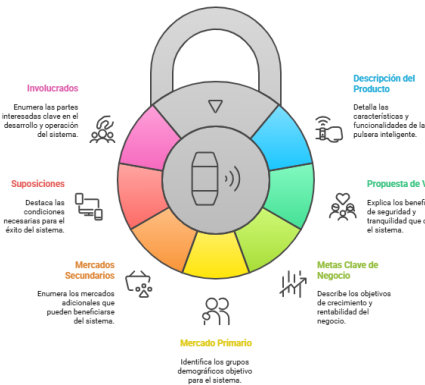 Involucrados
Enumera las partes
interesadas clave en el
desarrollo y operación
del sistema.
Suposiciones
Destaca las
condiciones
necesarias para el
éxito del sistema.
Mercados
Secundarios
Enumera los mercados
adicionales que
pueden beneficiarse
del sistema.
Mercado Primario
Identifica los grupos
demográficos objetivo
para el sistema.
Metas Clave de
Negocio
Describe los objetivos
de crecimiento y
rentabilidad del
negocio.
Propuesta de
Explica los
de seguridad y
tranquilidad que
el sistema.
Descripción del
Producto
Detalla las
características y
funcionalidades de la
pulsera inteligente.